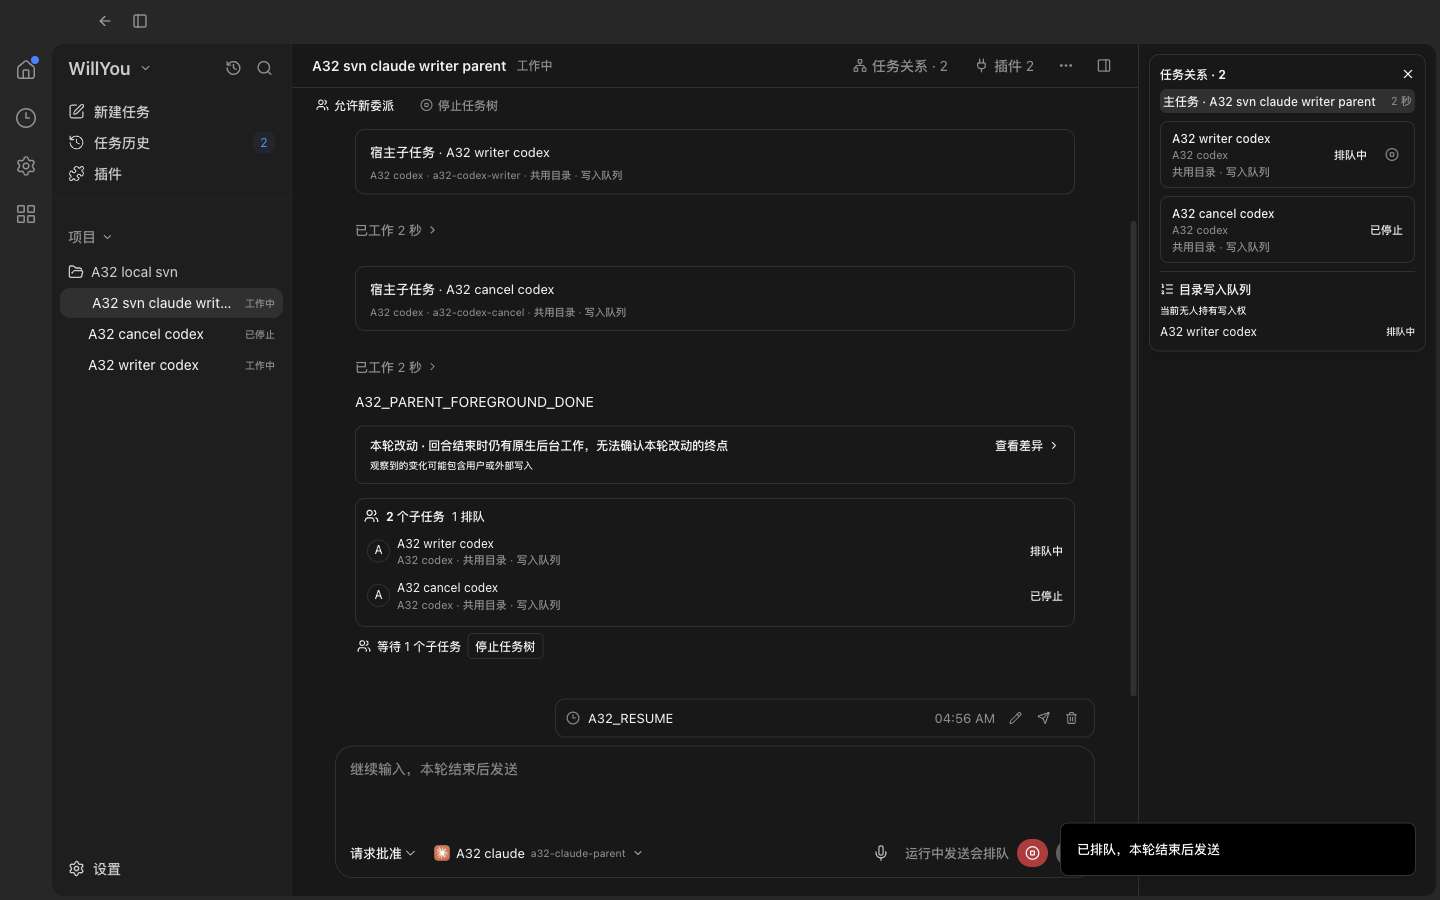 WillYou
新建任务
任务历史 2
插件
项目
A32 local svn
A32 svn claude writ... 工作中
A32 cancel codex 已停止
A32 writer codex 工作中
设置
A32 svn claude writer parent 工作中
任务关系 · 2 插件 2
允许新委派 停止任务树
宿主子任务 · A32 writer codex
A32 codex · a32-codex-writer · 共用目录 · 写入队列
已工作 2 秒
宿主子任务 · A32 cancel codex
A32 codex · a32-codex-cancel · 共用目录 · 写入队列
已工作 2 秒
A32_PARENT_FOREGROUND_DONE
本轮改动 · 回合结束时仍有原生后台工作，无法确认本轮改动的终点 查看差异
观察到的变化可能包含用户或外部写入
2 个子任务 1 排队
A A32 writer codex 排队中
A32 codex · 共用目录 · 写入队列
A A32 cancel codex 已停止
A32 codex · 共用目录 · 写入队列
等待 1 个子任务 停止任务树
A32_RESUME 04:56 AM
继续输入，本轮结束后发送
请求批准 A32 claude a32-claude-parent 运行中发送会排队
任务关系 · 2
主任务 · A32 svn claude writer parent 2 秒
A32 writer codex
A32 codex 排队中
共用目录 · 写入队列
A32 cancel codex
A32 codex 已停止
共用目录 · 写入队列
目录写入队列
当前无人持有写入权
A32 writer codex 排队中
已排队，本轮结束后发送